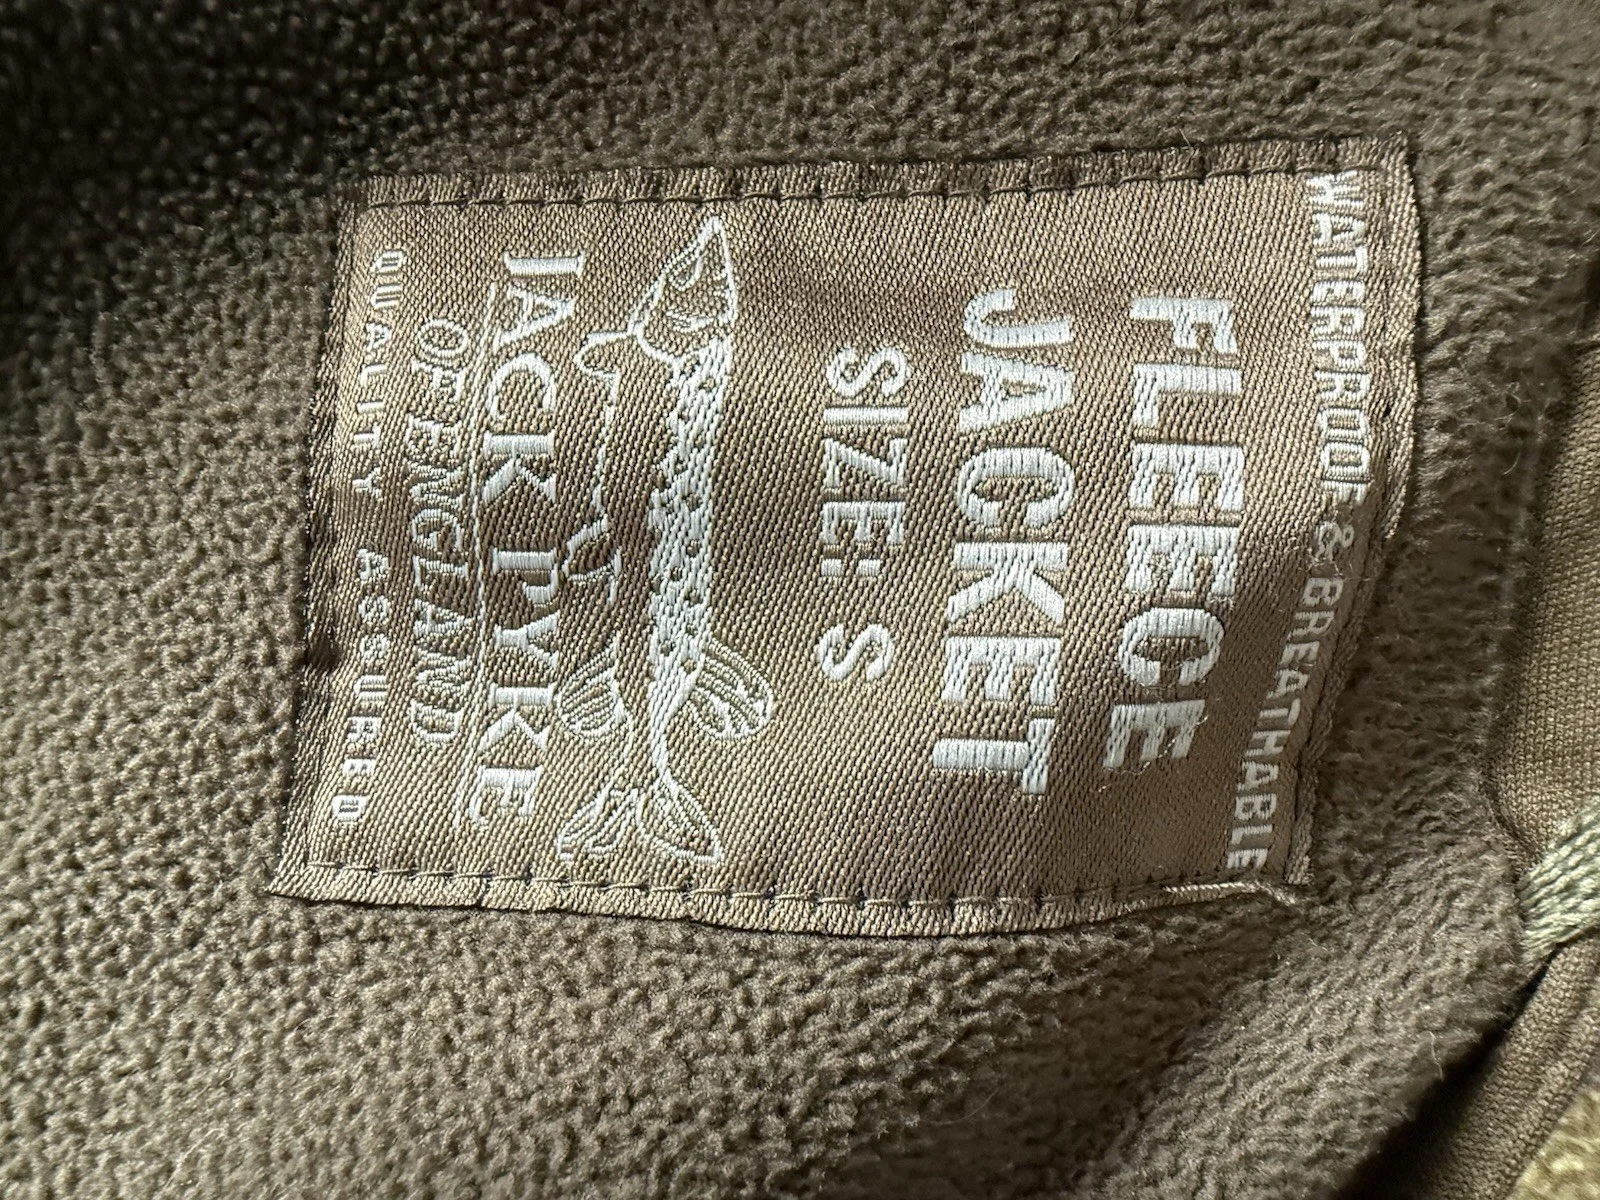 WATERPROOF & BREATHABLE
FLEECE
JACKET
SIZE: S
JACK PYKE
OF ENGLAND
QUALITY ASSURED